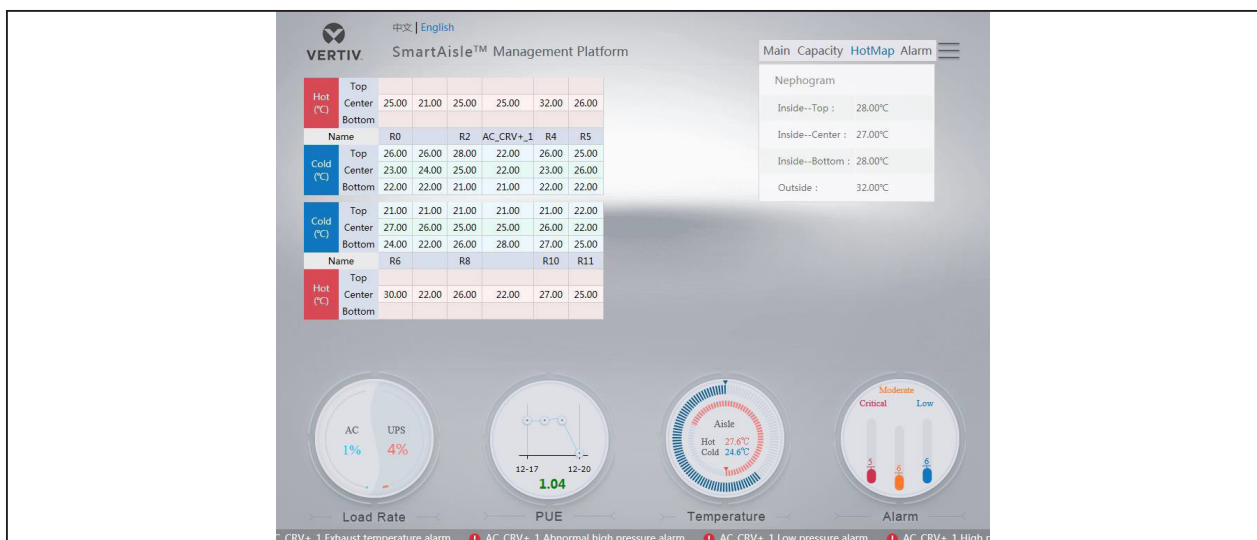 中文 | English
VERTIV.
SmartAisle™ Management Platform
Main Capacity HotMap Alarm
Hot (℃)
Top
Center 25.00 21.00 25.00 25.00 32.00 26.00
Bottom
Name R0 R2 AC_CRV+_1 R4 R5
Cold (℃)
Top 26.00 26.00 28.00 22.00 26.00 25.00
Center 23.00 24.00 25.00 22.00 23.00 26.00
Bottom 22.00 22.00 21.00 21.00 22.00 22.00
Cold (℃)
Top 21.00 21.00 21.00 21.00 21.00 22.00
Center 27.00 26.00 25.00 25.00 26.00 22.00
Bottom 24.00 22.00 26.00 28.00 27.00 25.00
Name R6 R8 R10 R11
Hot (℃)
Top
Center 30.00 22.00 26.00 22.00 27.00 25.00
Bottom
Nephogram
Inside--Top : 28.00℃
Inside--Center : 27.00℃
Inside--Bottom : 28.00℃
Outside : 32.00℃
AC UPS
1% 4%
Load Rate
12-17 12-20
1.04
PUE
Aisle
Hot 27.6℃
Cold 24.6℃
Temperature
Moderate
Critical Low
5 6 6
Alarm
C_CRV+_1 Exhaust temperature alarm AC_CRV+_1 Abnormal high pressure alarm AC_CRV+_1 Low pressure alarm AC_CRV+_1 High